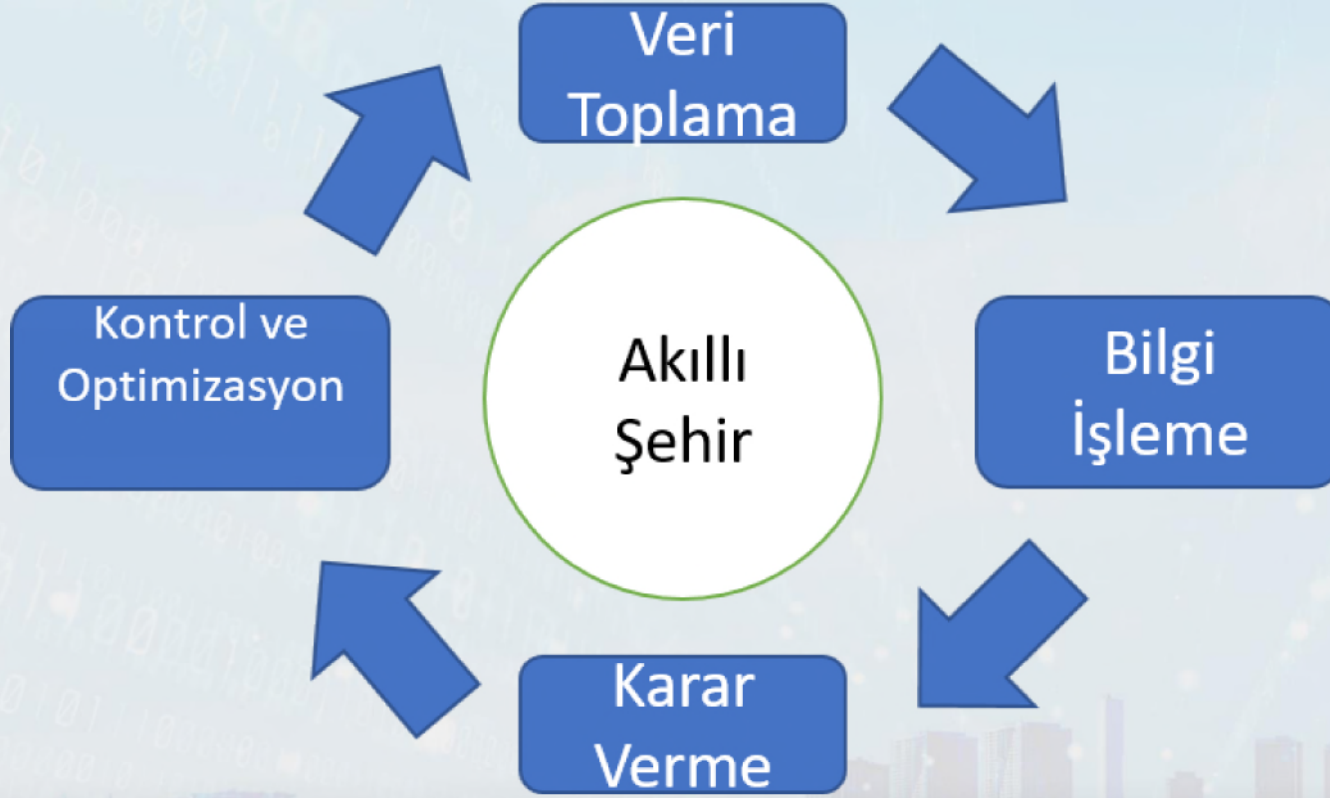 Veri
Toplama
Kontrol ve
Optimizasyon
Akıllı
Şehir
Bilgi
İşleme
Karar
Verme